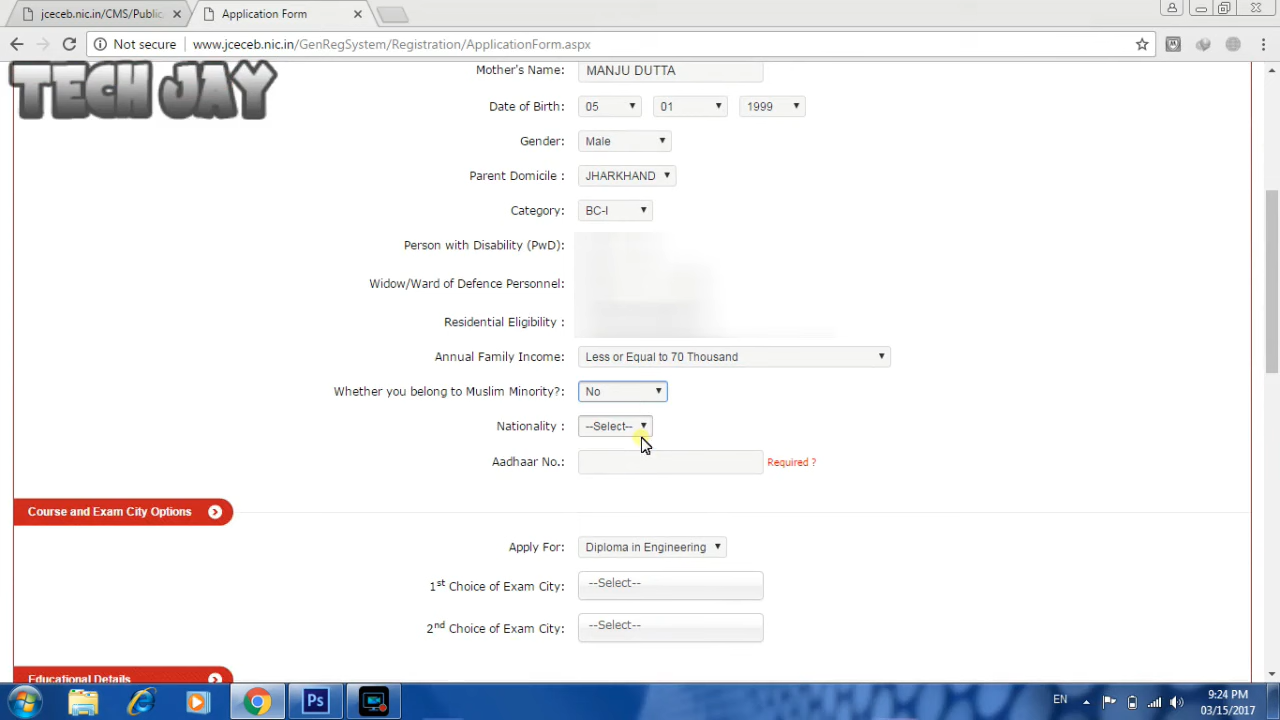 jceceb.nic.in/CMS/Public
Application Form
Not secure
www.jceceb.nic.in/GenRegSystem/Registration/ApplicationForm.aspx
TECH JAY
Mother's Name: MANJU DUTTA
Date of Birth: 05 01 1999
Gender: Male
Parent Domicile : JHARKHAND
Category: BC-I
Person with Disability (PwD):
Widow/Ward of Defence Personnel:
Residential Eligibility :
Annual Family Income: Less or Equal to 70 Thousand
Whether you belong to Muslim Minority?: No
Nationality : --Select--
Aadhaar No.: Required ?
Course and Exam City Options
Apply For: Diploma in Engineering
1st Choice of Exam City: --Select--
2nd Choice of Exam City: --Select--
Educational Details
Ps
EN
9:24 PM
03/15/2017